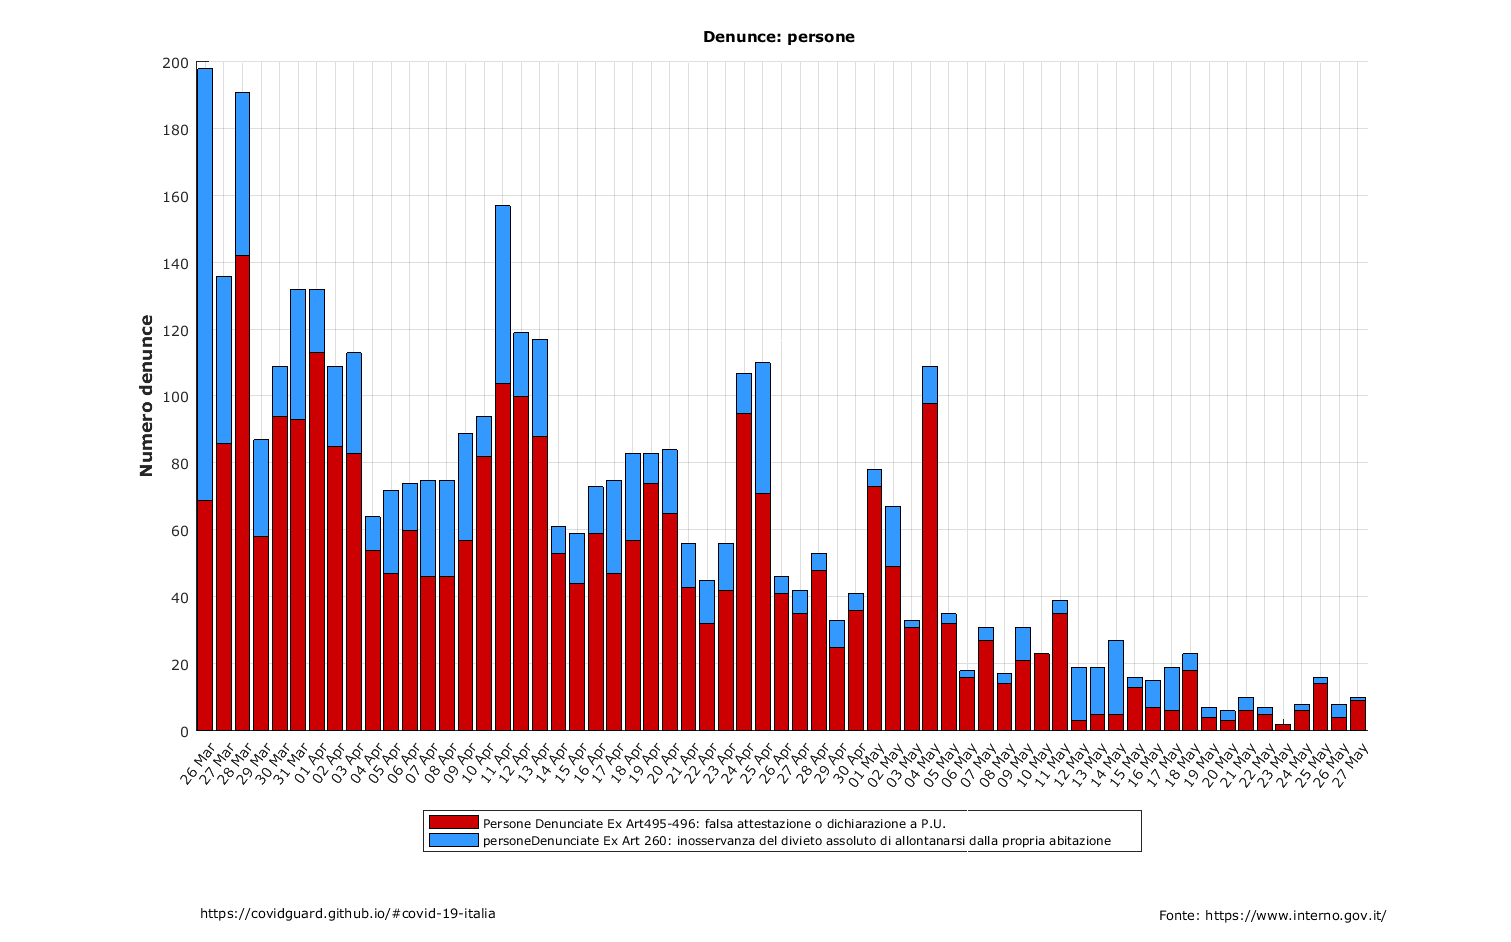 Denunce: persone
Numero denunce
200
180
160
140
120
100
80
60
40
20
0
26 Mar
27 Mar
28 Mar
29 Mar
30 Mar
31 Mar
01 Apr
02 Apr
03 Apr
04 Apr
05 Apr
06 Apr
07 Apr
08 Apr
09 Apr
10 Apr
11 Apr
12 Apr
13 Apr
14 Apr
15 Apr
16 Apr
17 Apr
18 Apr
19 Apr
20 Apr
21 Apr
22 Apr
23 Apr
24 Apr
25 Apr
26 Apr
27 Apr
28 Apr
29 Apr
30 Apr
01 May
02 May
03 May
04 May
05 May
06 May
07 May
08 May
09 May
10 May
11 May
12 May
13 May
14 May
15 May
16 May
17 May
18 May
19 May
20 May
21 May
22 May
23 May
24 May
25 May
26 May
27 May
Persone Denunciate Ex Art495-496: falsa attestazione o dichiarazione a P.U.
personeDenunciate Ex Art 260: inosservanza del divieto assoluto di allontanarsi dalla propria abitazione
https://covidguard.github.io/#covid-19-italia
Fonte: https://www.interno.gov.it/